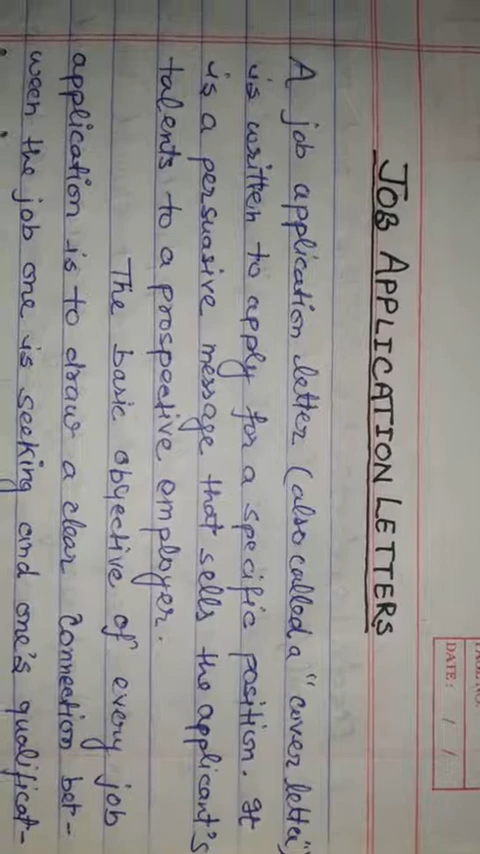 PAGE NO.
DATE: / /
JOB APPLICATION LETTERS
A job application letter (also called a "cover letter")
is written to apply for a specific position. It
is a persuasive message that sells the applicant's
talents to a prospective employer.
The basic objective of every job
application is to draw a clear connection bet-
ween the job one is seeking and one's qualificat-